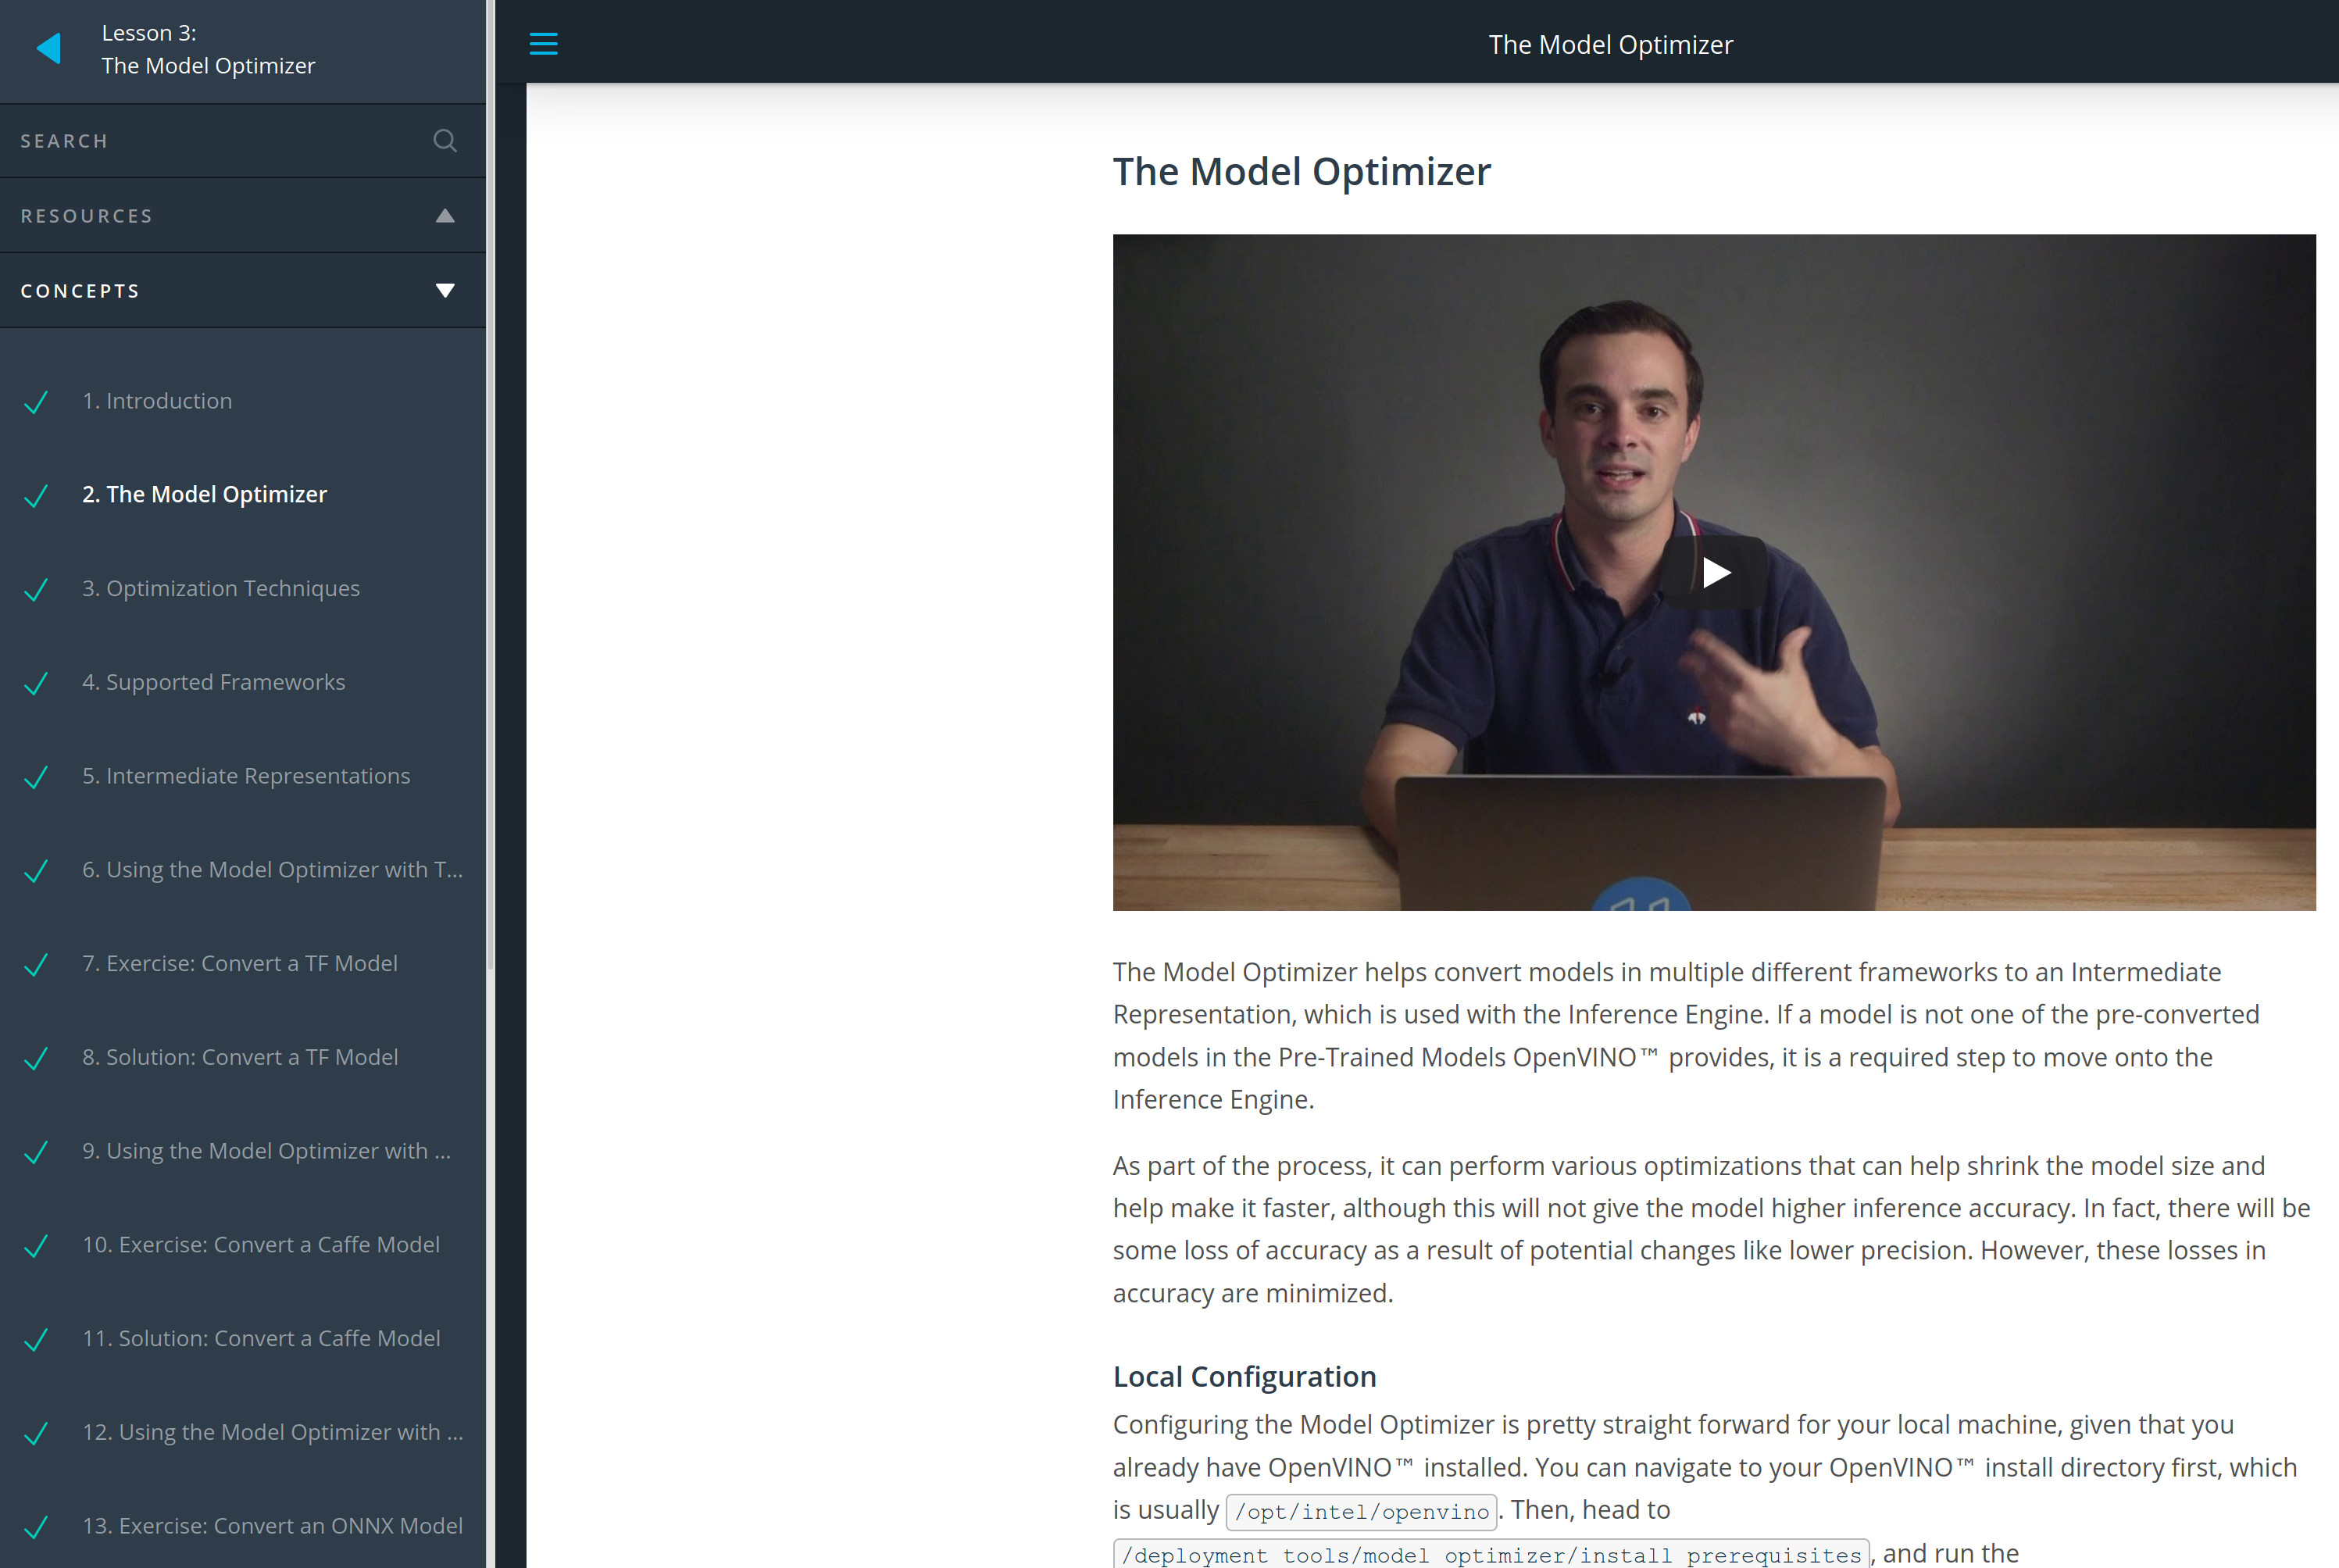 Lesson 3:
The Model Optimizer
SEARCH
RESOURCES
CONCEPTS
1. Introduction
2. The Model Optimizer
3. Optimization Techniques
4. Supported Frameworks
5. Intermediate Representations
6. Using the Model Optimizer with T...
7. Exercise: Convert a TF Model
8. Solution: Convert a TF Model
9. Using the Model Optimizer with ...
10. Exercise: Convert a Caffe Model
11. Solution: Convert a Caffe Model
12. Using the Model Optimizer with ...
13. Exercise: Convert an ONNX Model
The Model Optimizer
The Model Optimizer
The Model Optimizer helps convert models in multiple different frameworks to an Intermediate
Representation, which is used with the Inference Engine. If a model is not one of the pre-converted
models in the Pre-Trained Models OpenVINO™ provides, it is a required step to move onto the
Inference Engine.
As part of the process, it can perform various optimizations that can help shrink the model size and
help make it faster, although this will not give the model higher inference accuracy. In fact, there will be
some loss of accuracy as a result of potential changes like lower precision. However, these losses in
accuracy are minimized.
Local Configuration
Configuring the Model Optimizer is pretty straight forward for your local machine, given that you
already have OpenVINO™ installed. You can navigate to your OpenVINO™ install directory first, which
is usually /opt/intel/openvino. Then, head to
/deployment_tools/model_optimizer/install_prerequisites, and run the